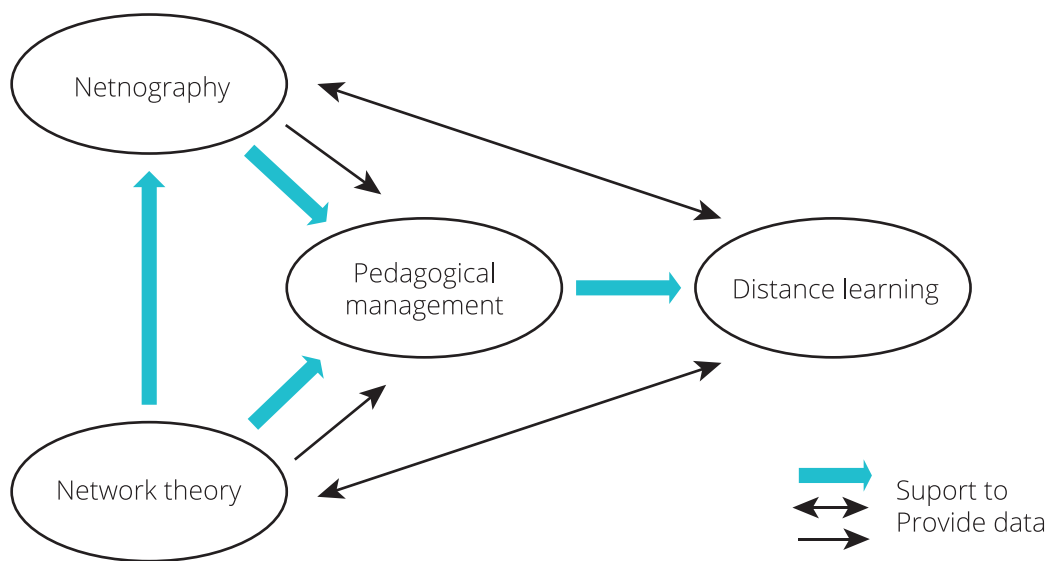 Netnography
Pedagogical
management
Distance learning
Network theory
Suport to
Provide data